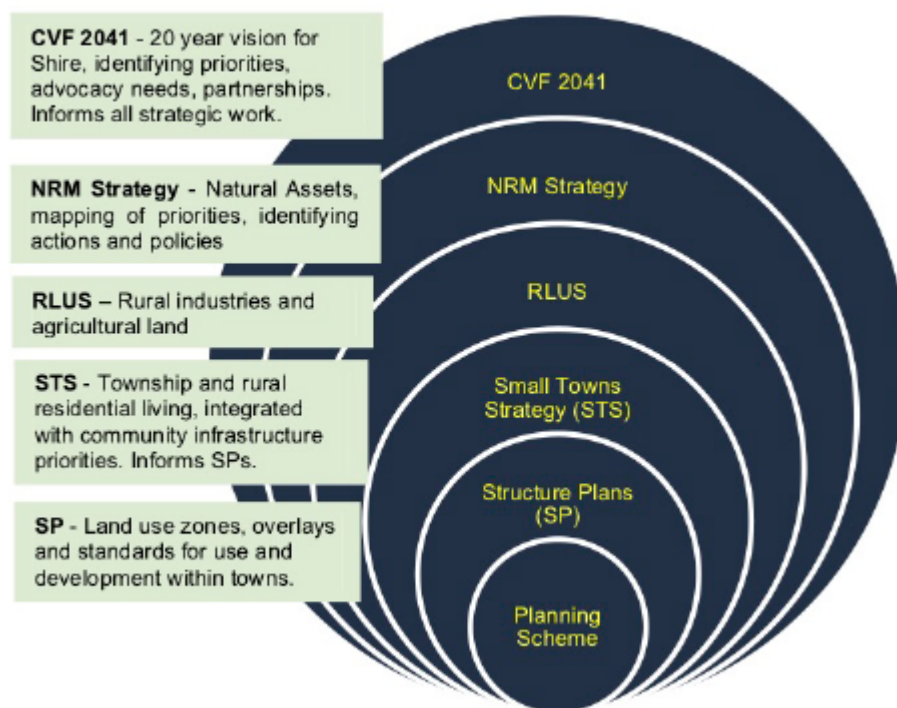 CVF 2041 - 20 year vision for
Shire, identifying priorities,
advocacy needs, partnerships.
Informs all strategic work.
NRM Strategy - Natural Assets,
mapping of priorities, identifying
actions and policies
RLUS – Rural industries and
agricultural land
STS - Township and rural
residential living, integrated
with community infrastructure
priorities. Informs SPs.
SP - Land use zones, overlays
and standards for use and
development within towns.
CVF 2041
NRM Strategy
RLUS
Small Towns
Strategy (STS)
Structure Plans
(SP)
Planning
Scheme